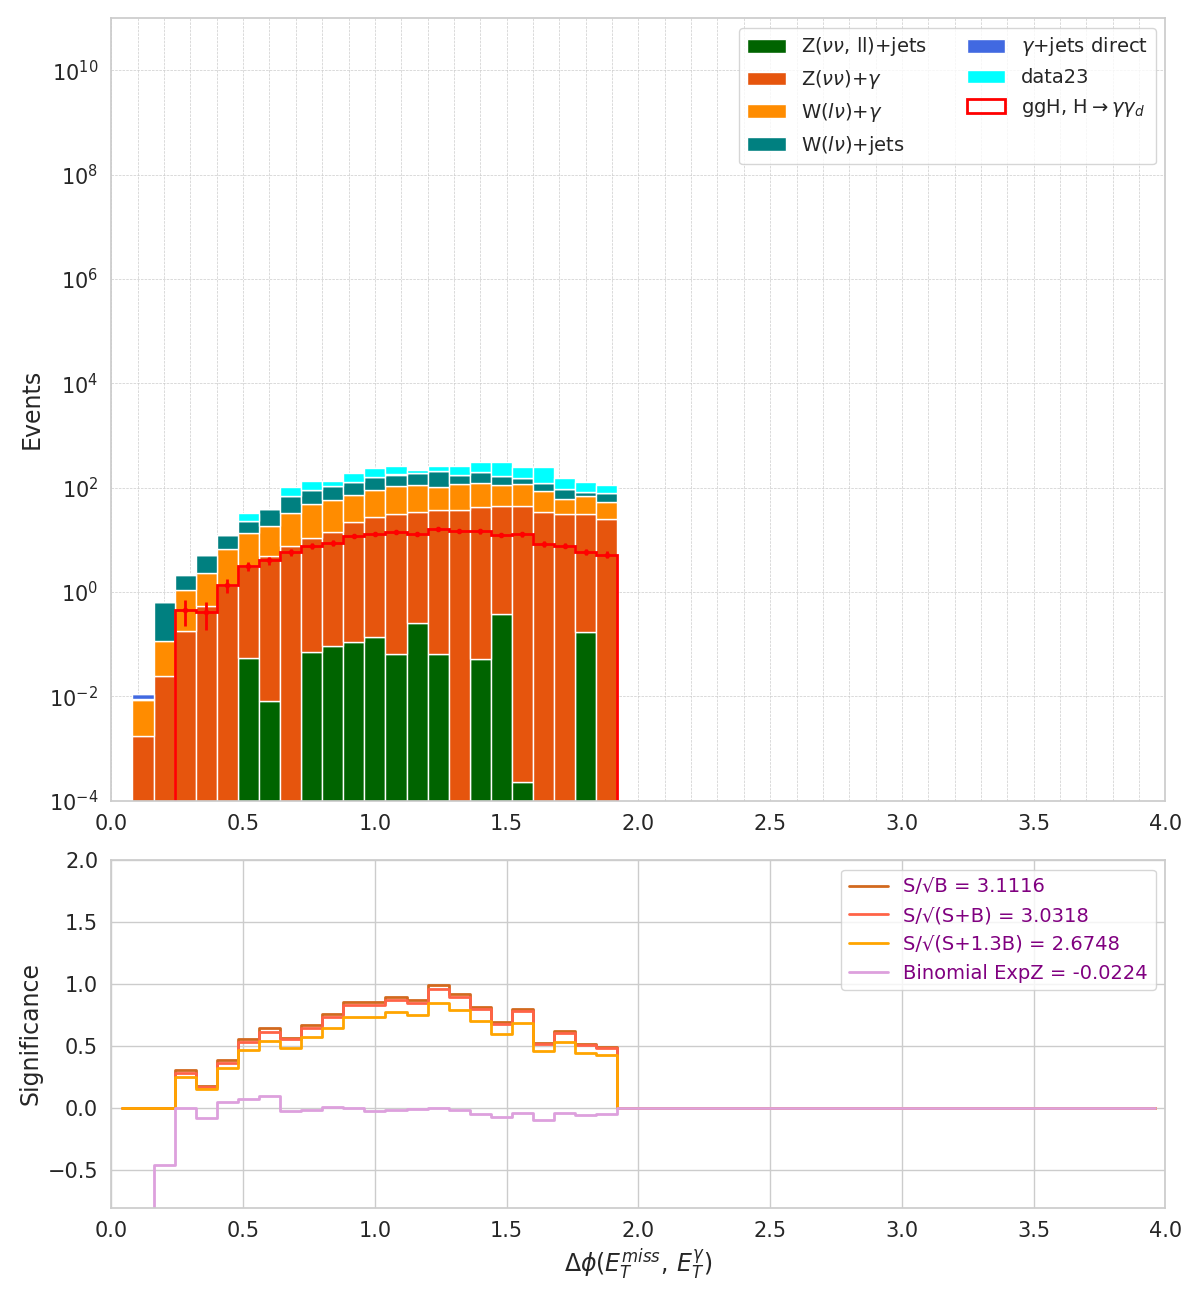 Z(νν, ll)+jets
Z(νν)+γ
W(lν)+γ
W(lν)+jets
γ+jets direct
data23
ggH, H→γγ_d
Events
10^10
10^8
10^6
10^4
10^2
10^0
10^−2
10^−4
0.0 0.5 1.0 1.5 2.0 2.5 3.0 3.5 4.0
S/√B = 3.1116
S/√(S+B) = 3.0318
S/√(S+1.3B) = 2.6748
Binomial ExpZ = -0.0224
Significance
2.0
1.5
1.0
0.5
0.0
−0.5
0.0 0.5 1.0 1.5 2.0 2.5 3.0 3.5 4.0
Δϕ(E_T^miss, E_T^γ)